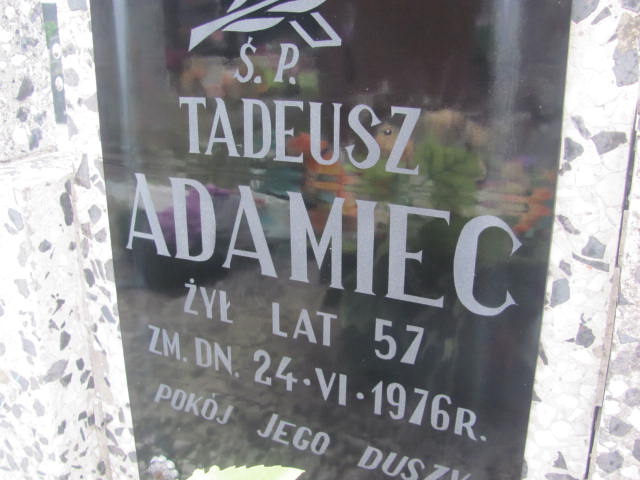 Ś. P.
TADEUSZ
ADAMIEC
ŻYŁ LAT 57
ZM. DN. 24·VI·1976R.
POKÓJ JEGO DUSZY